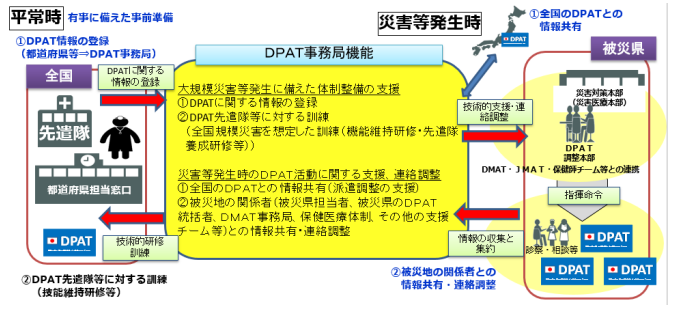 平常時 有事に備えた事前準備
①DPAT情報の登録
(都道府県等⇒DPAT事務局)
全国
DPATに関する
情報の登録
先遣隊
都道府県担当窓口
DPAT
技術的研修
訓練
②DPAT先遣隊等に対する訓練
(技能維持研修等)
DPAT事務局機能
大規模災害等発生に備えた体制整備の支援
①DPATに関する情報の登録
②DPAT先遣隊等に対する訓練
(全国規模災害を想定した訓練(機能維持研修・先遣隊
養成研修等))
災害等発生時のDPAT活動に関する支援、連絡調整
①全国のDPATとの情報共有(派遣調整の支援)
②被災地の関係者(被災県担当者、被災県のDPAT
統括者、DMAT事務局、保健医療体制、その他の支援
チーム等)との情報共有・連絡調整
災害等発生時
①全国のDPATとの
情報共有
DPAT
被災県
技術的支援・連
絡調整
災害対策本部
(災害医療本部)
DPAT
調整本部
DMAT・JMAT・保健師チーム等との連携
指揮命令
情報の収集と
集約
診察・相談等
DPAT
DPAT
DPAT
②被災地の関係者との
情報共有・連絡調整